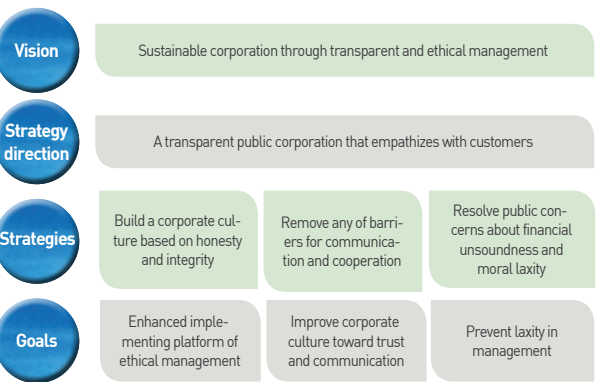 Vision
Sustainable corporation through transparent and ethical management
Strategy
direction
A transparent public corporation that empathizes with customers
Strategies
Build a corporate cul-
ture based on honesty
and integrity
Remove any of barri-
ers for communica-
tion and cooperation
Resolve public con-
cerns about financial
unsoundness and
moral laxity
Goals
Enhanced imple-
menting platform of
ethical management
Improve corporate
culture toward trust
and communication
Prevent laxity in
management